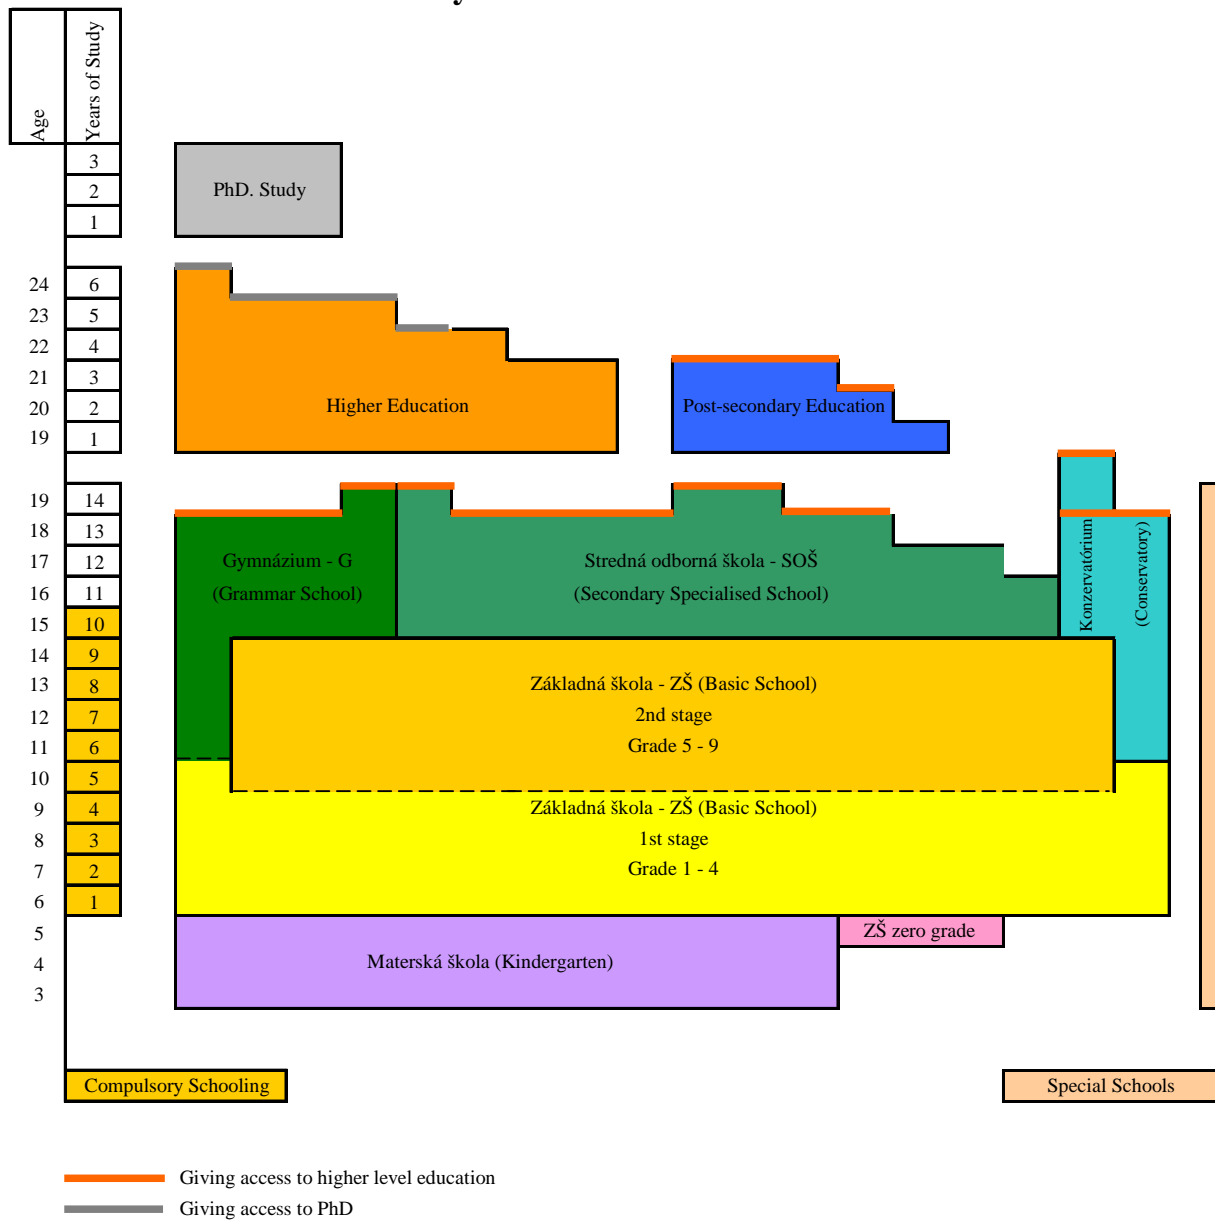 Age
Years of Study
3
2
PhD. Study
1
24 6
23 5
22 4
21 3
20 2
Higher Education
Post-secondary Education
19 1
19 14
18 13
17 12
16 11
15 10
14 9
13 8
12 7
11 6
10 5
9 4
8 3
7 2
6 1
5
4
3
Gymnázium - G
(Grammar School)
Stredná odborná škola - SOŠ
(Secondary Specialised School)
Konzervatórium
(Conservatory)
Základná škola - ZŠ (Basic School)
2nd stage
Grade 5 - 9
Základná škola - ZŠ (Basic School)
1st stage
Grade 1 - 4
ZŠ zero grade
Materská škola (Kindergarten)
Compulsory Schooling
Special Schools
Giving access to higher level education
Giving access to PhD